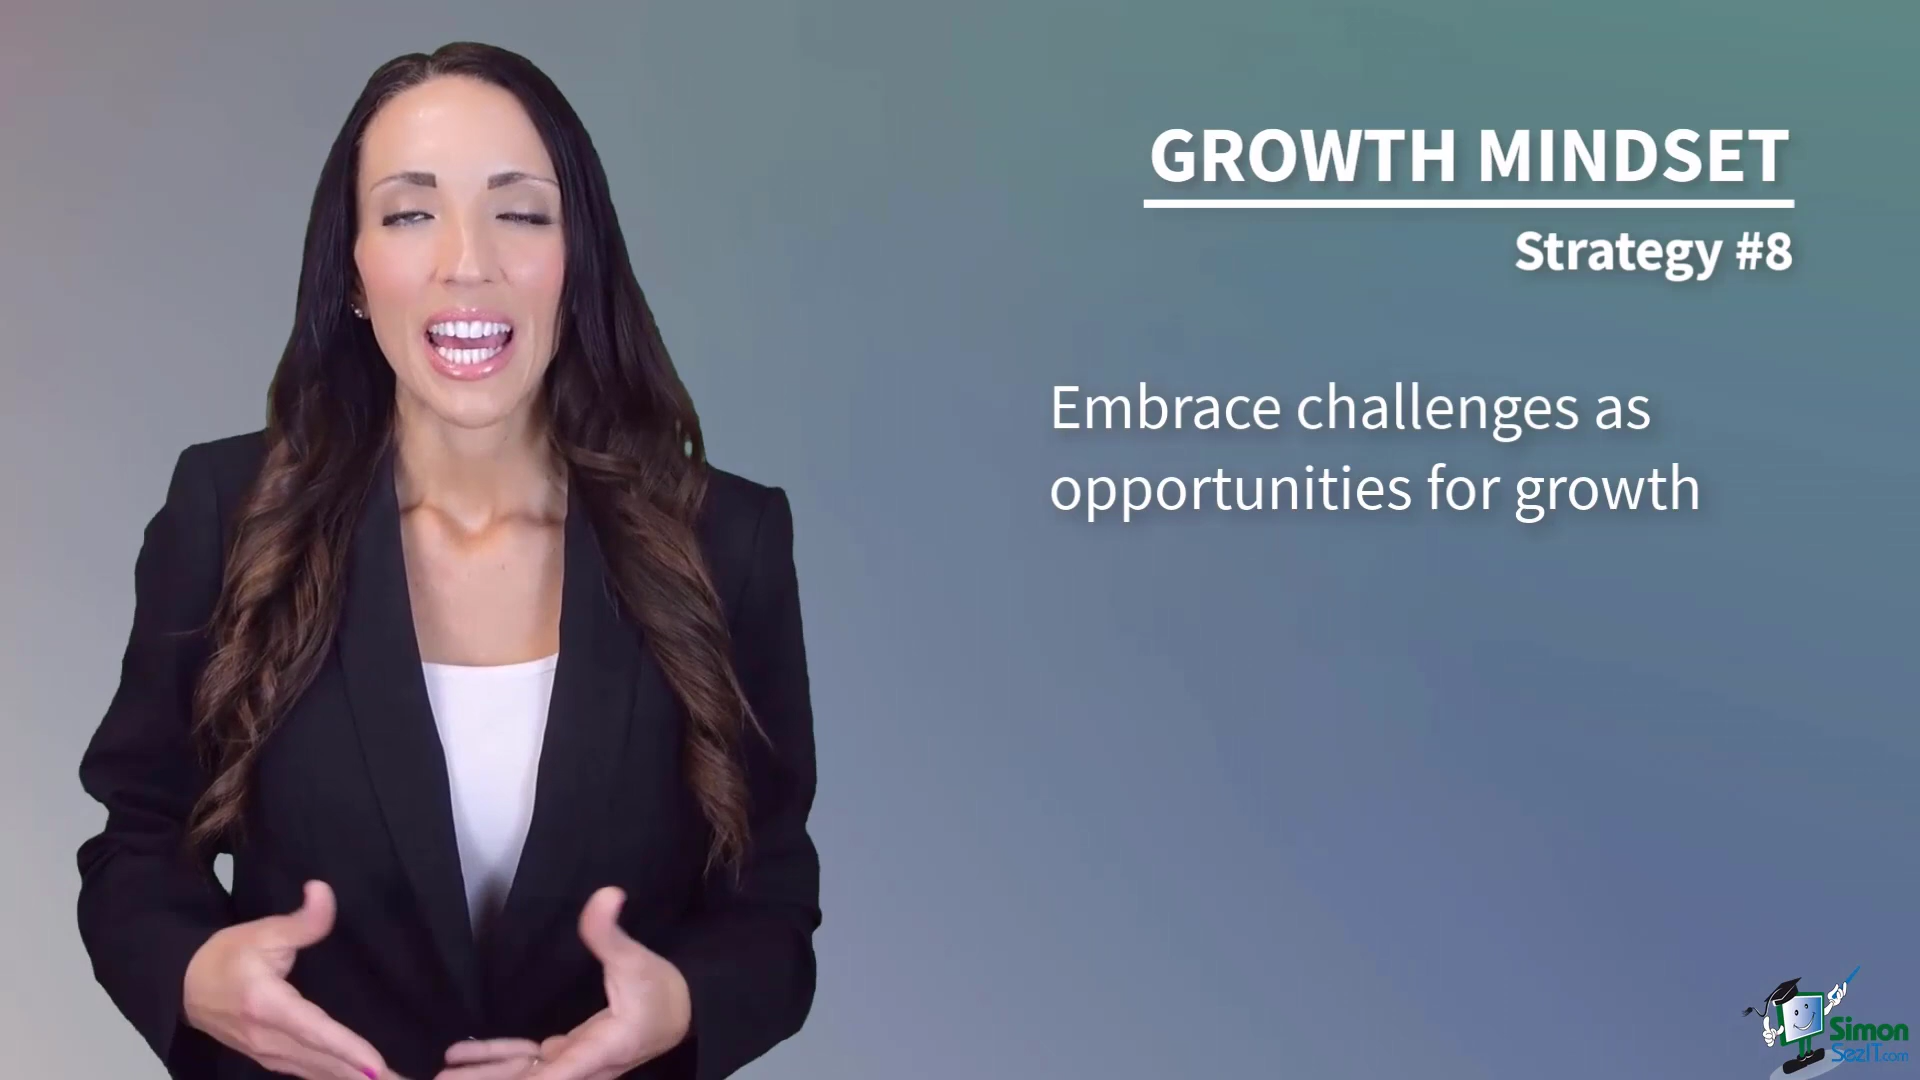 GROWTH MINDSET
Strategy #8
Embrace challenges as
opportunities for growth
Simon
SezIT.com